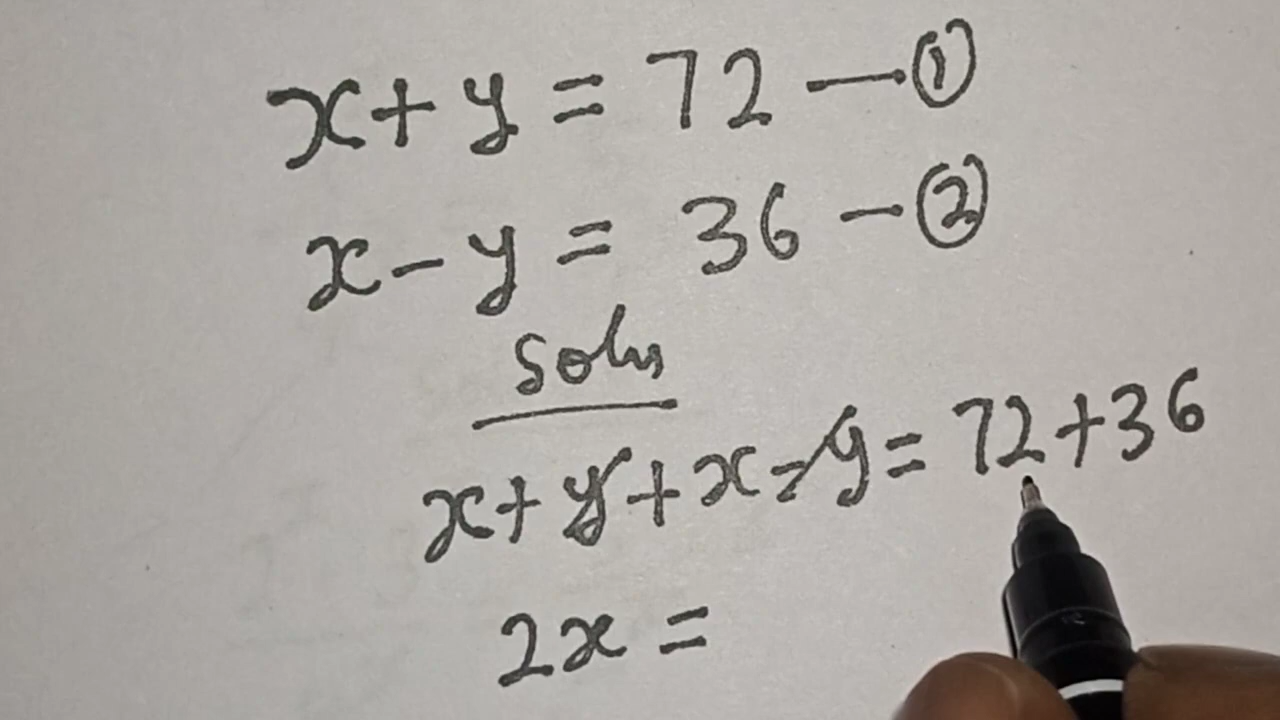 x+y = 72 — ①
x-y = 36 - ②
Soln
x+y+x-y = 72+36
2x =